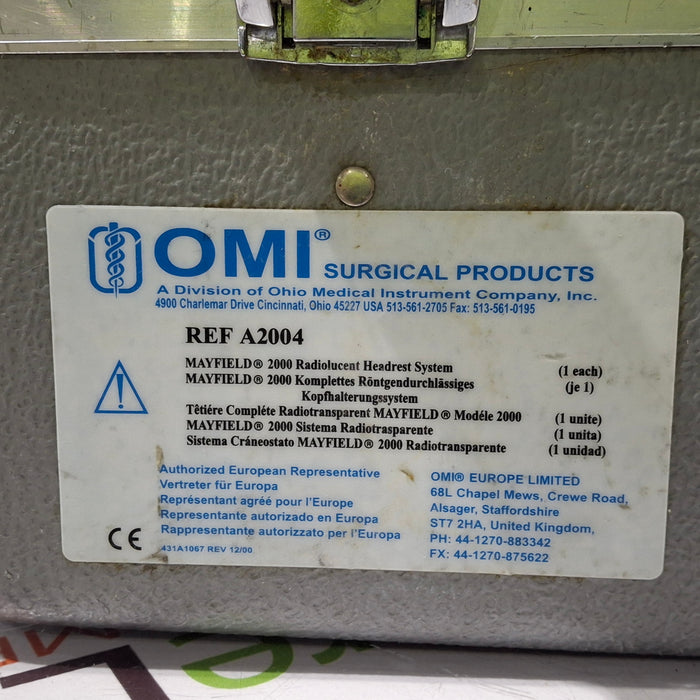 OMI® SURGICAL PRODUCTS
A Division of Ohio Medical Instrument Company, Inc.
4900 Charlemar Drive Cincinnati, Ohio 45227 USA 513-561-2705 Fax: 513-561-0195
REF A2004
MAYFIELD® 2000 Radiolucent Headrest System (1 each)
MAYFIELD® 2000 Komplettes Röntgendurchlässiges (je 1)
Kopfhalterungssystem
Têtiére Compléte Radiotransparent MAYFIELD® Modéle 2000 (1 unite)
MAYFIELD® 2000 Sistema Radiotrasparente (1 unita)
Sistema Cráneostato MAYFIELD® 2000 Radiotransparente (1 unidad)
Authorized European Representative
Vertreter für Europa
Représentant agréé pour l'Europe
Representante autorizado en Europa
Rappresentante autorizzato per l'Europa
431A1067 REV 12/00
CE
OMI® EUROPE LIMITED
68L Chapel Mews, Crewe Road,
Alsager, Staffordshire
ST7 2HA, United Kingdom,
PH: 44-1270-883342
FX: 44-1270-875622